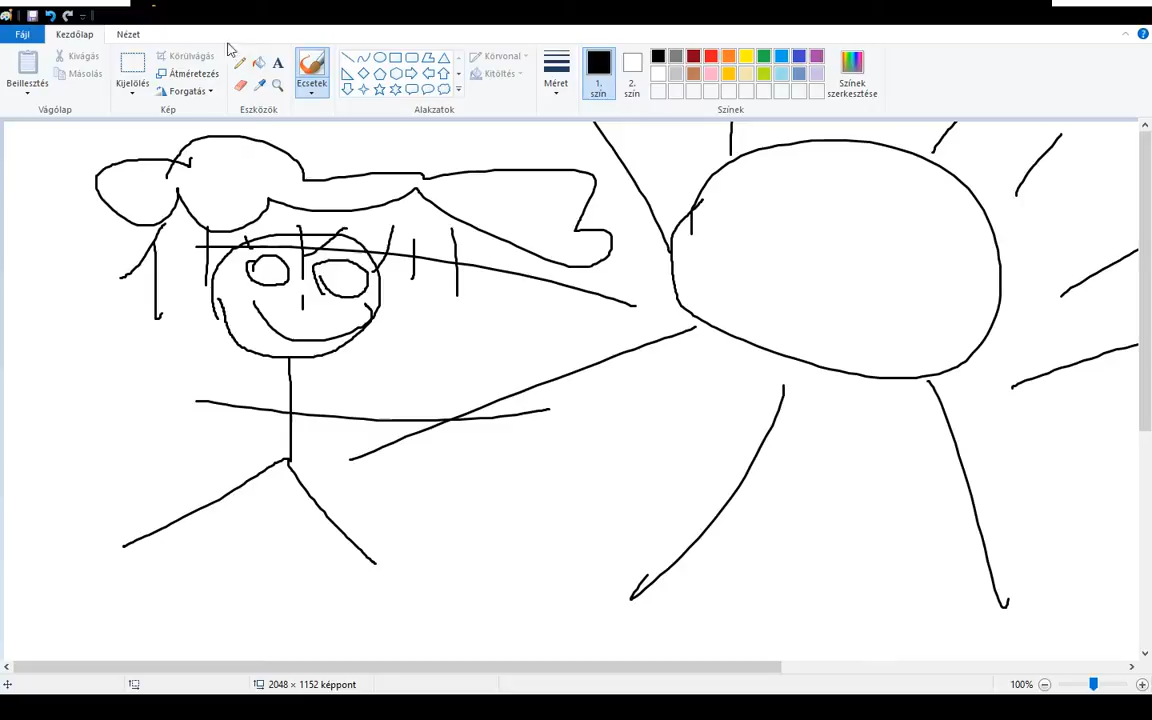 Fájl Kezdőlap Nézet
Beillesztés
Kivágás
Másolás
Vágólap
Kijelölés
Körülvágás
Átméretezés
Forgatás
Kép
Eszközök
Ecsetek
Körvonal
Kitöltés
Alakzatok
Méret
1. szín
2. szín
Színek szerkesztése
Színek
2048 × 1152 képpont
100%